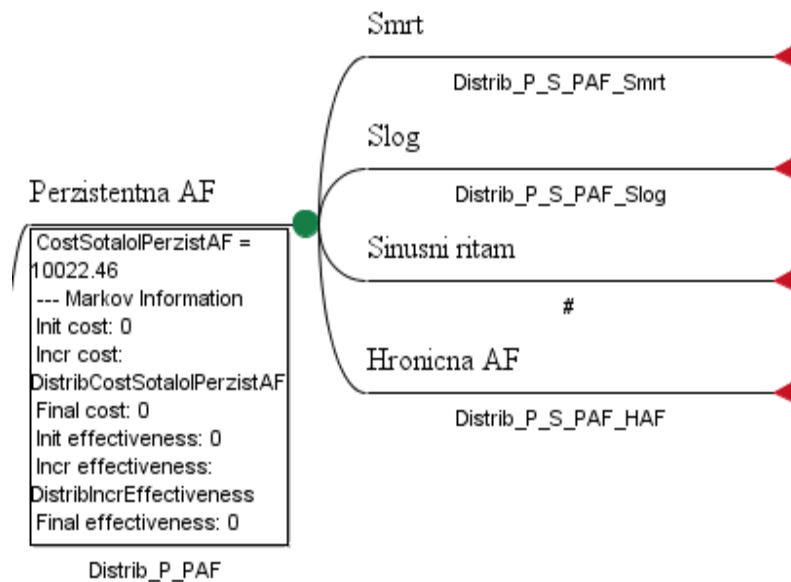 Smrt
Distrib_P_S_PAF_Smrt
Slog
Distrib_P_S_PAF_Slog
Perzistentna AF
CostSotalolPerzistAF =
10022.46
--- Markov Information
Init cost: 0
Incr cost:
DistribCostSotalolPerzistAF
Final cost: 0
Init effectiveness: 0
Incr effectiveness:
DistribIncrEffectiveness
Final effectiveness: 0
Distrib_P_PAF
Sinusni ritam
#
Hronicna AF
Distrib_P_S_PAF_HAF